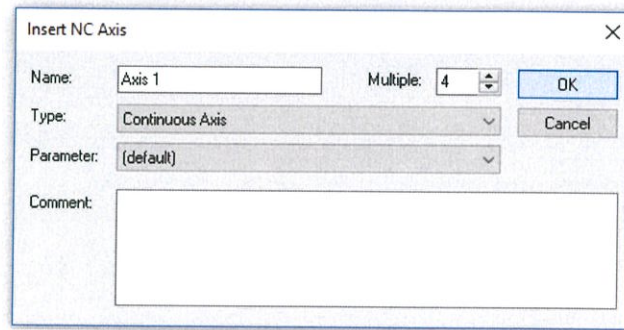 Insert NC Axis
Name: Axis 1 Multiple: 4 OK
Type: Continuous Axis Cancel
Parameter: (default)
Comment: